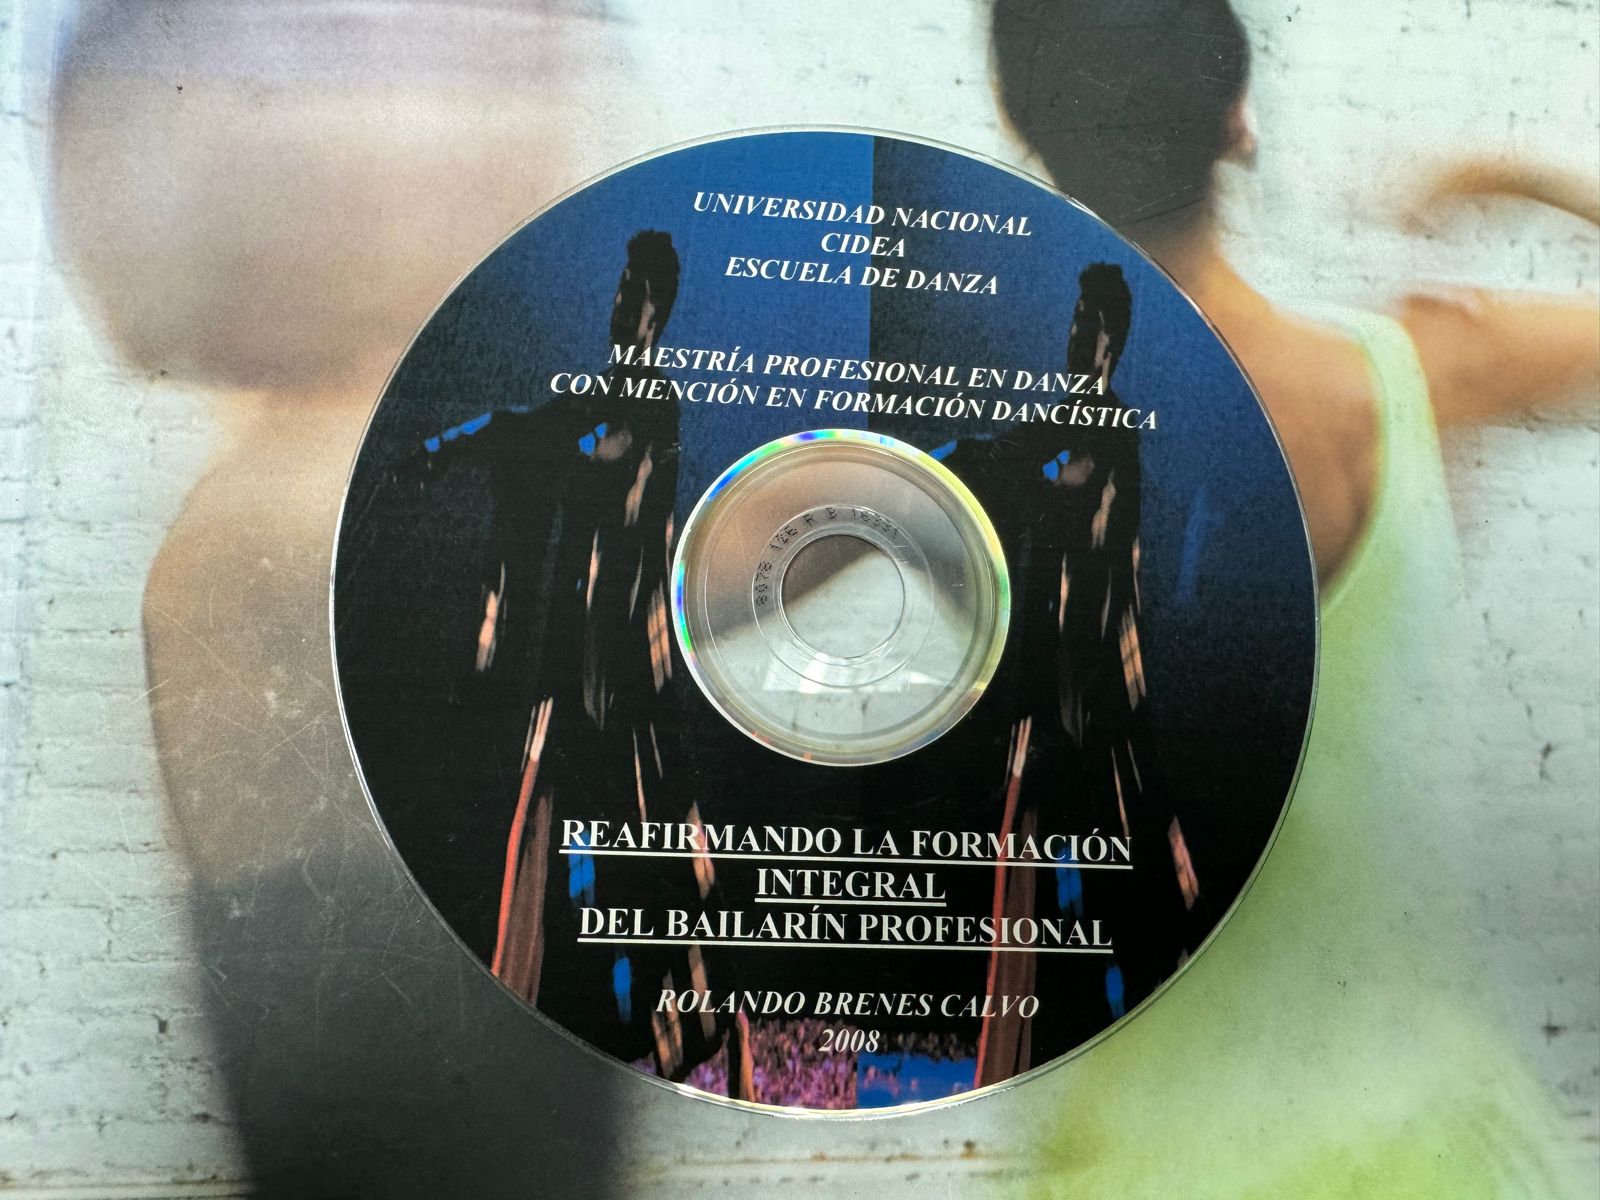 UNIVERSIDAD NACIONAL
CIDEA
ESCUELA DE DANZA
MAESTRÍA PROFESIONAL EN DANZA
CON MENCIÓN EN FORMACIÓN DANCÍSTICA
REAFIRMANDO LA FORMACIÓN
INTEGRAL
DEL BAILARÍN PROFESIONAL
ROLANDO BRENES CALVO
2008